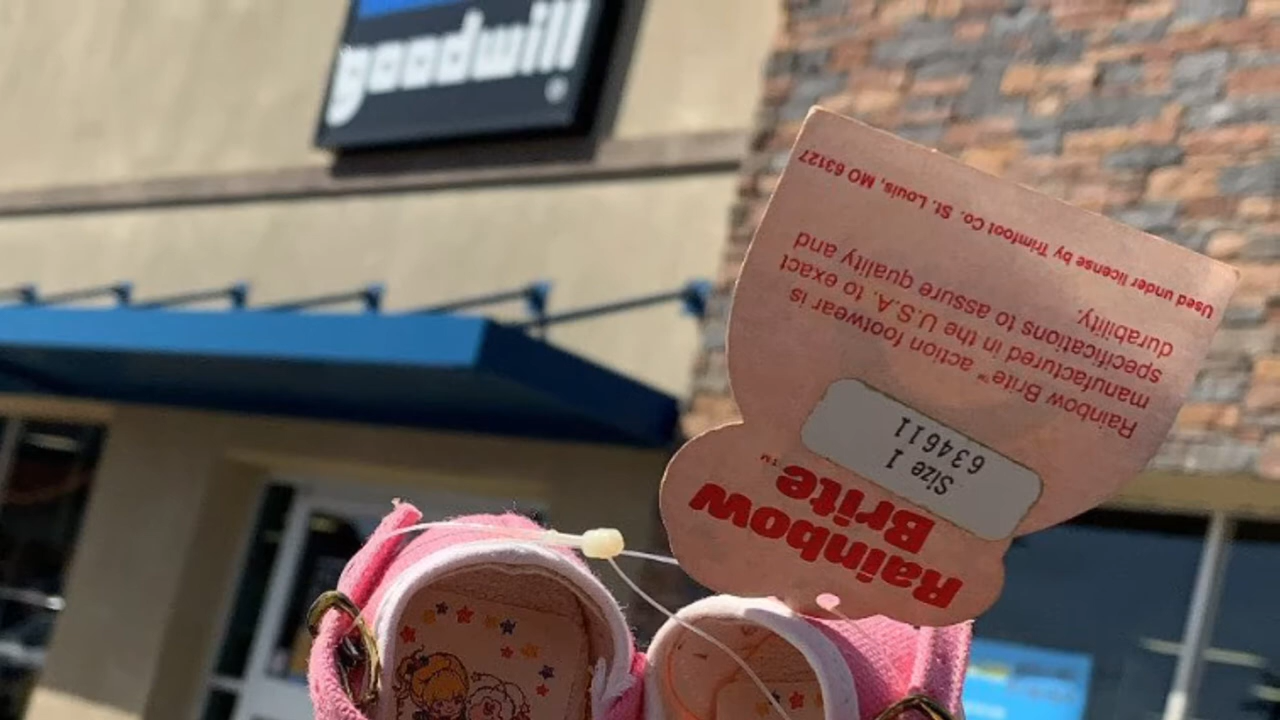 goodwill
®
Rainbow
Brite™
Size 1
634611
Rainbow Brite™ action footwear is
manufactured in the U.S.A. to exact
specifications to assure quality and
durability.
Used under license by Trimfoot Co. St. Louis, MO 63127